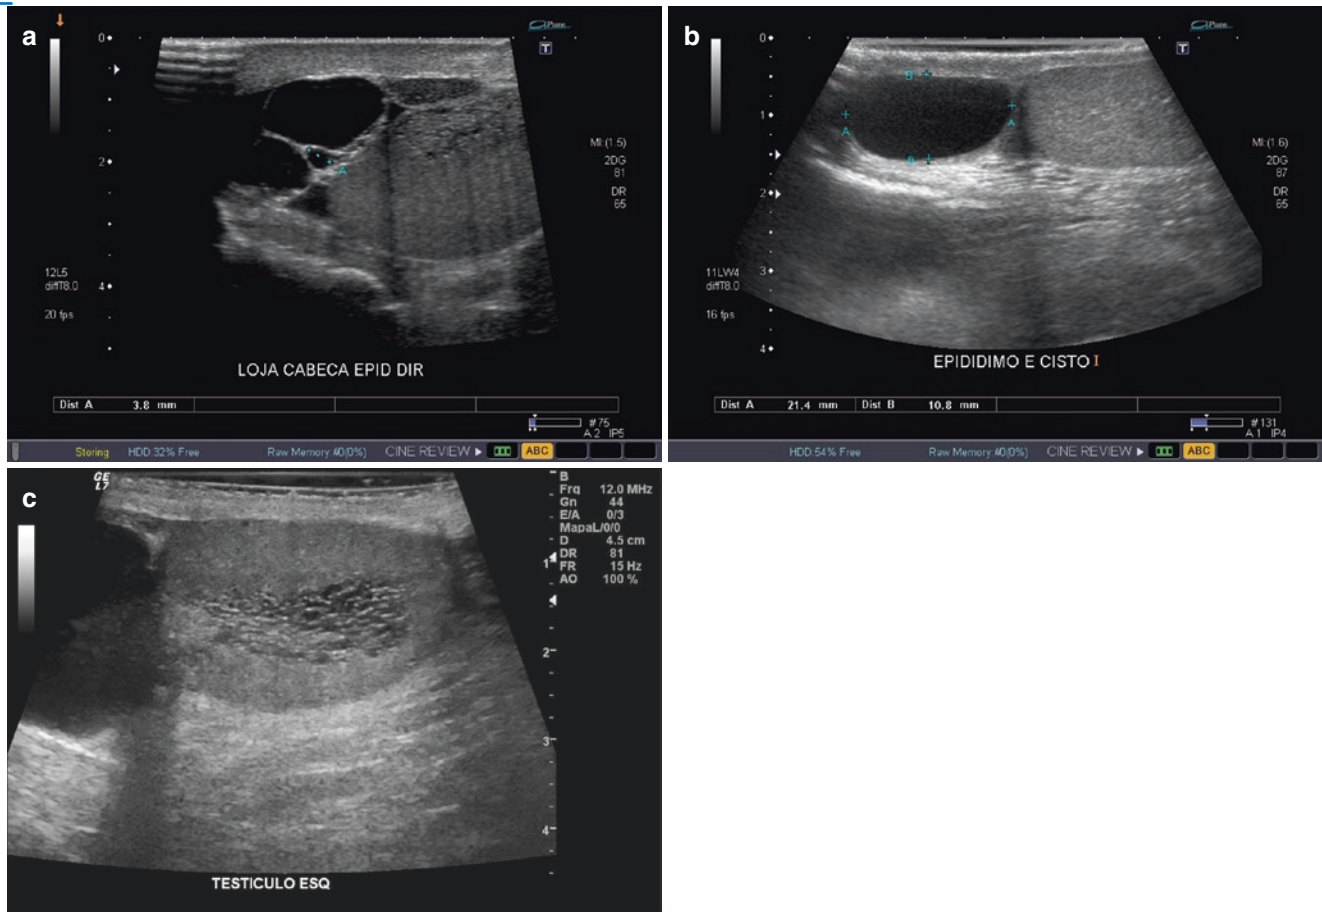 a
T
0
2
4
MI:(1.5)
2DG
81
DR
65
A
12L5
diffT8.0
20 fps
LOJA CABECA EPID DIR
Dist A 3.8 mm
#75
A 2 IP5
Storing HDD:32% Free Raw Memory:#0(0%) CINE REVIEW ABC
b
T
0
1
2
3
4
MI:(1.6)
2DG
87
DR
65
B
A
A
B
11LW4
diffT8.0
16 fps
EPIDIDIMO E CISTO I
Dist A 21.4 mm Dist B 10.8 mm
#131
A 1 IP4
HDD:54% Free Raw Memory:#0(0%) CINE REVIEW ABC
c
GE
L7
B
Frq 12.0 MHz
Gn 44
E/A 0/3
MapaL/0/0
D 4.5 cm
DR 81
FR 15 Hz
AO 100 %
1
2
3
4
TESTICULO ESQ